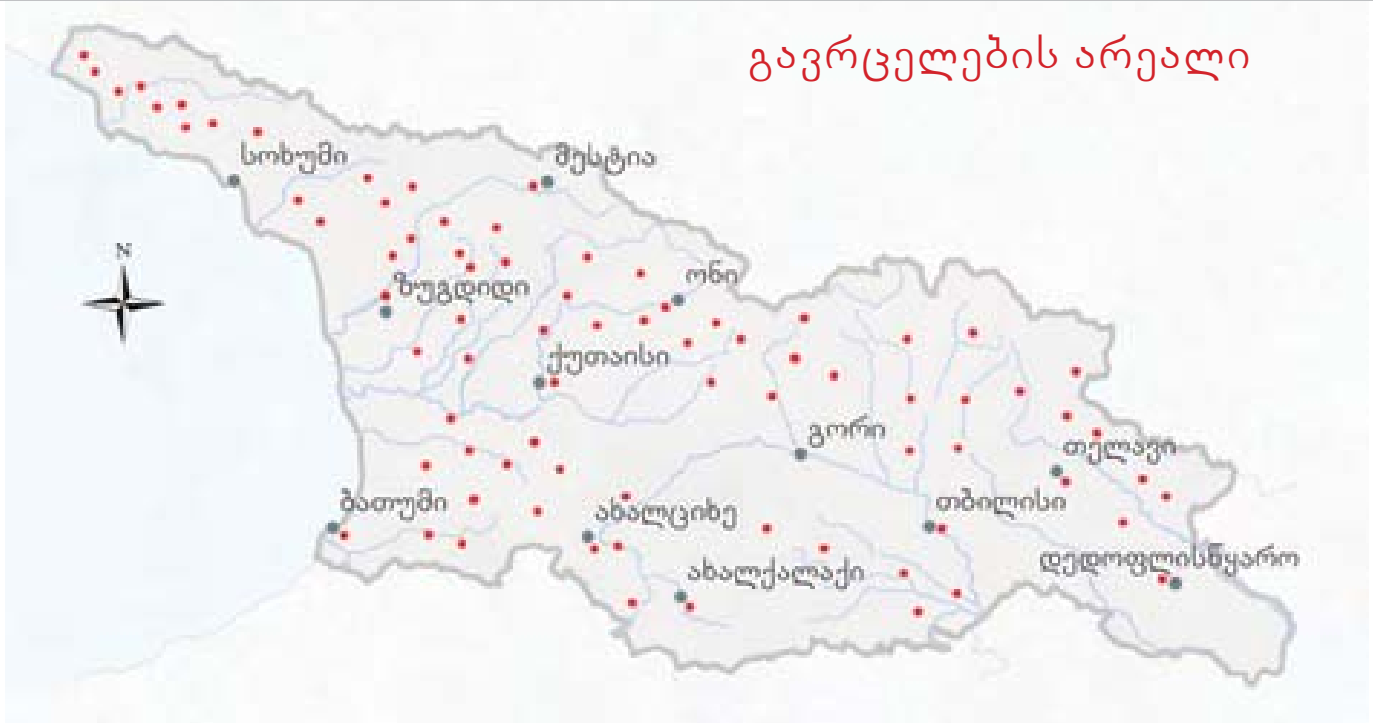 გავრცელების არეალი
სოხუმი
მესტია
N
ზუგდიდი
ონი
ქუთაისი
გორი
თელავი
ბათუმი
ახალციხე
თბილისი
ახალქალაქი
დედოფლისწყარო